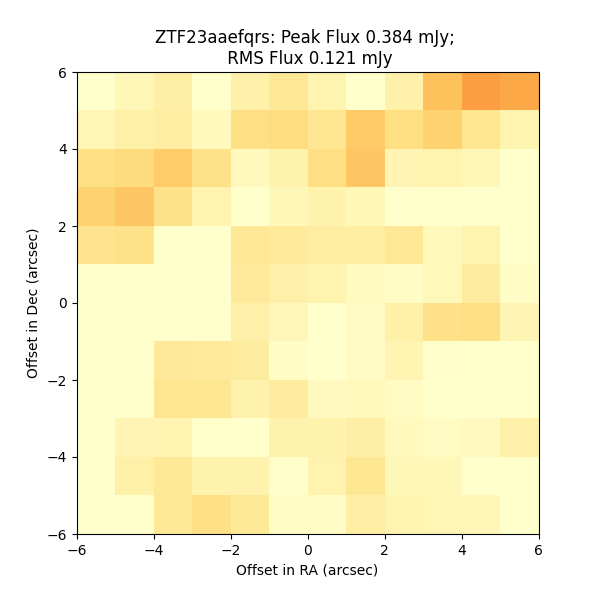 ZTF23aaefqrs: Peak Flux 0.384 mJy;
RMS Flux 0.121 mJy
6
4
2
0
−2
−4
−6
Offset in Dec (arcsec)
−6 −4 −2 0 2 4 6
Offset in RA (arcsec)